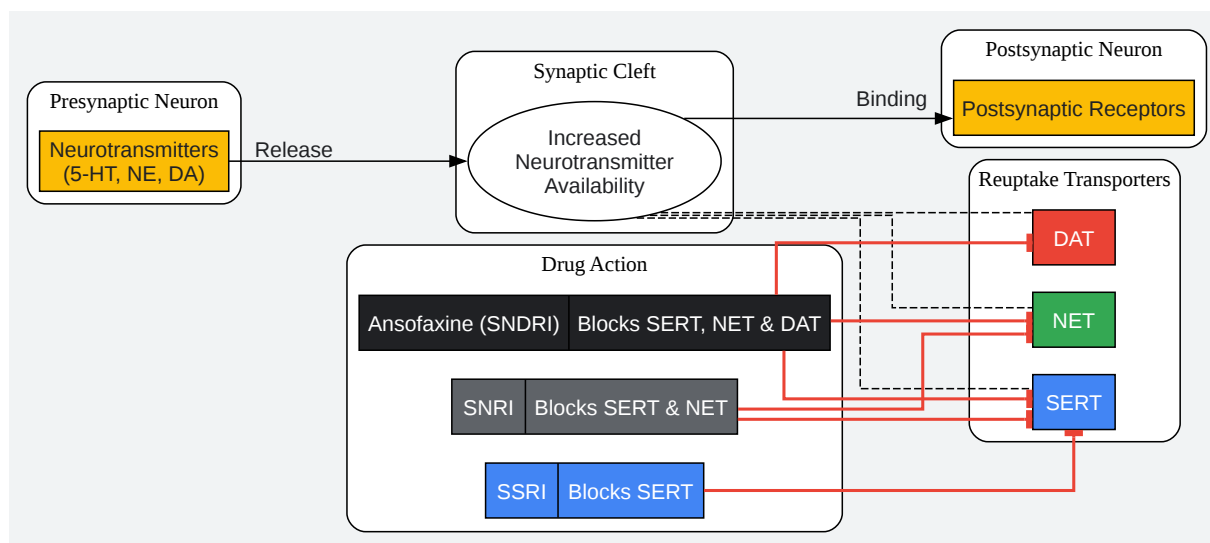 Presynaptic Neuron
Neurotransmitters
(5-HT, NE, DA)
Release
Synaptic Cleft
Increased
Neurotransmitter
Availability
Binding
Postsynaptic Neuron
Postsynaptic Receptors
Reuptake Transporters
DAT
NET
SERT
Drug Action
Ansofaxine (SNDRI) Blocks SERT, NET & DAT
SNRI Blocks SERT & NET
SSRI Blocks SERT